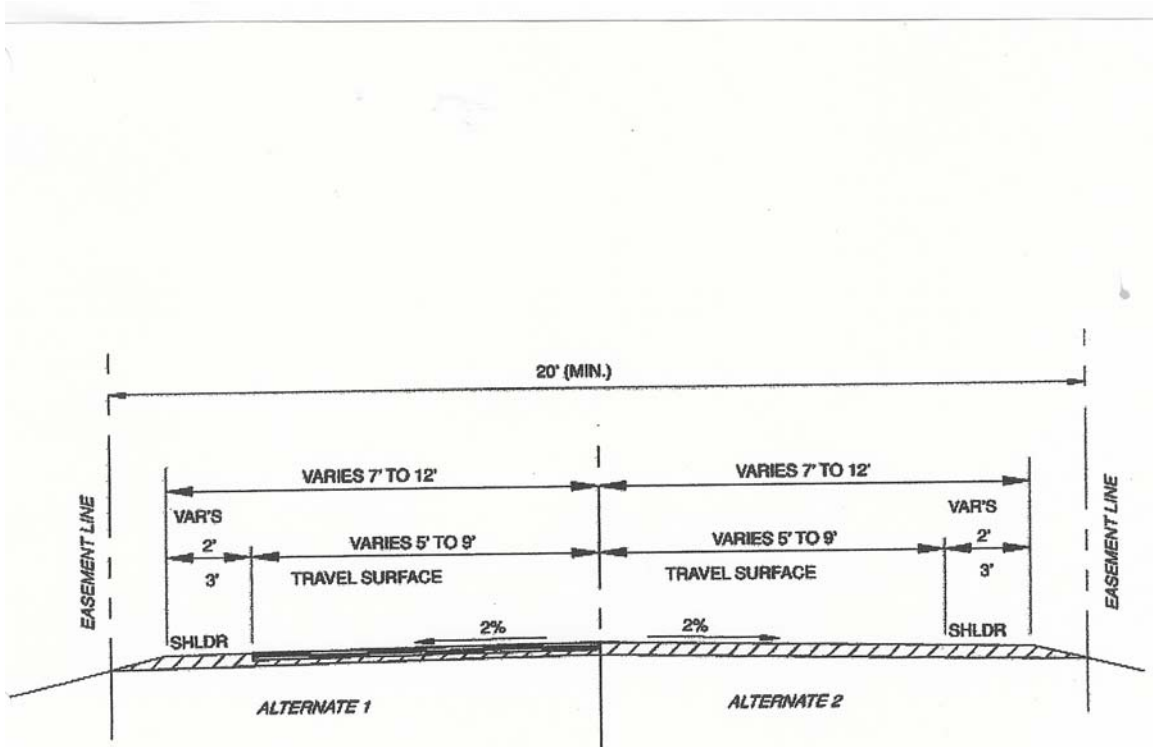 20' (MIN.)
VARIES 7' TO 12'
VARIES 7' TO 12'
VAR'S
2'
3'
VARIES 5' TO 9'
TRAVEL SURFACE
VARIES 5' TO 9'
TRAVEL SURFACE
VAR'S
2'
3'
EASEMENT LINE
EASEMENT LINE
SHLDR
2%
2%
SHLDR
ALTERNATE 1
ALTERNATE 2